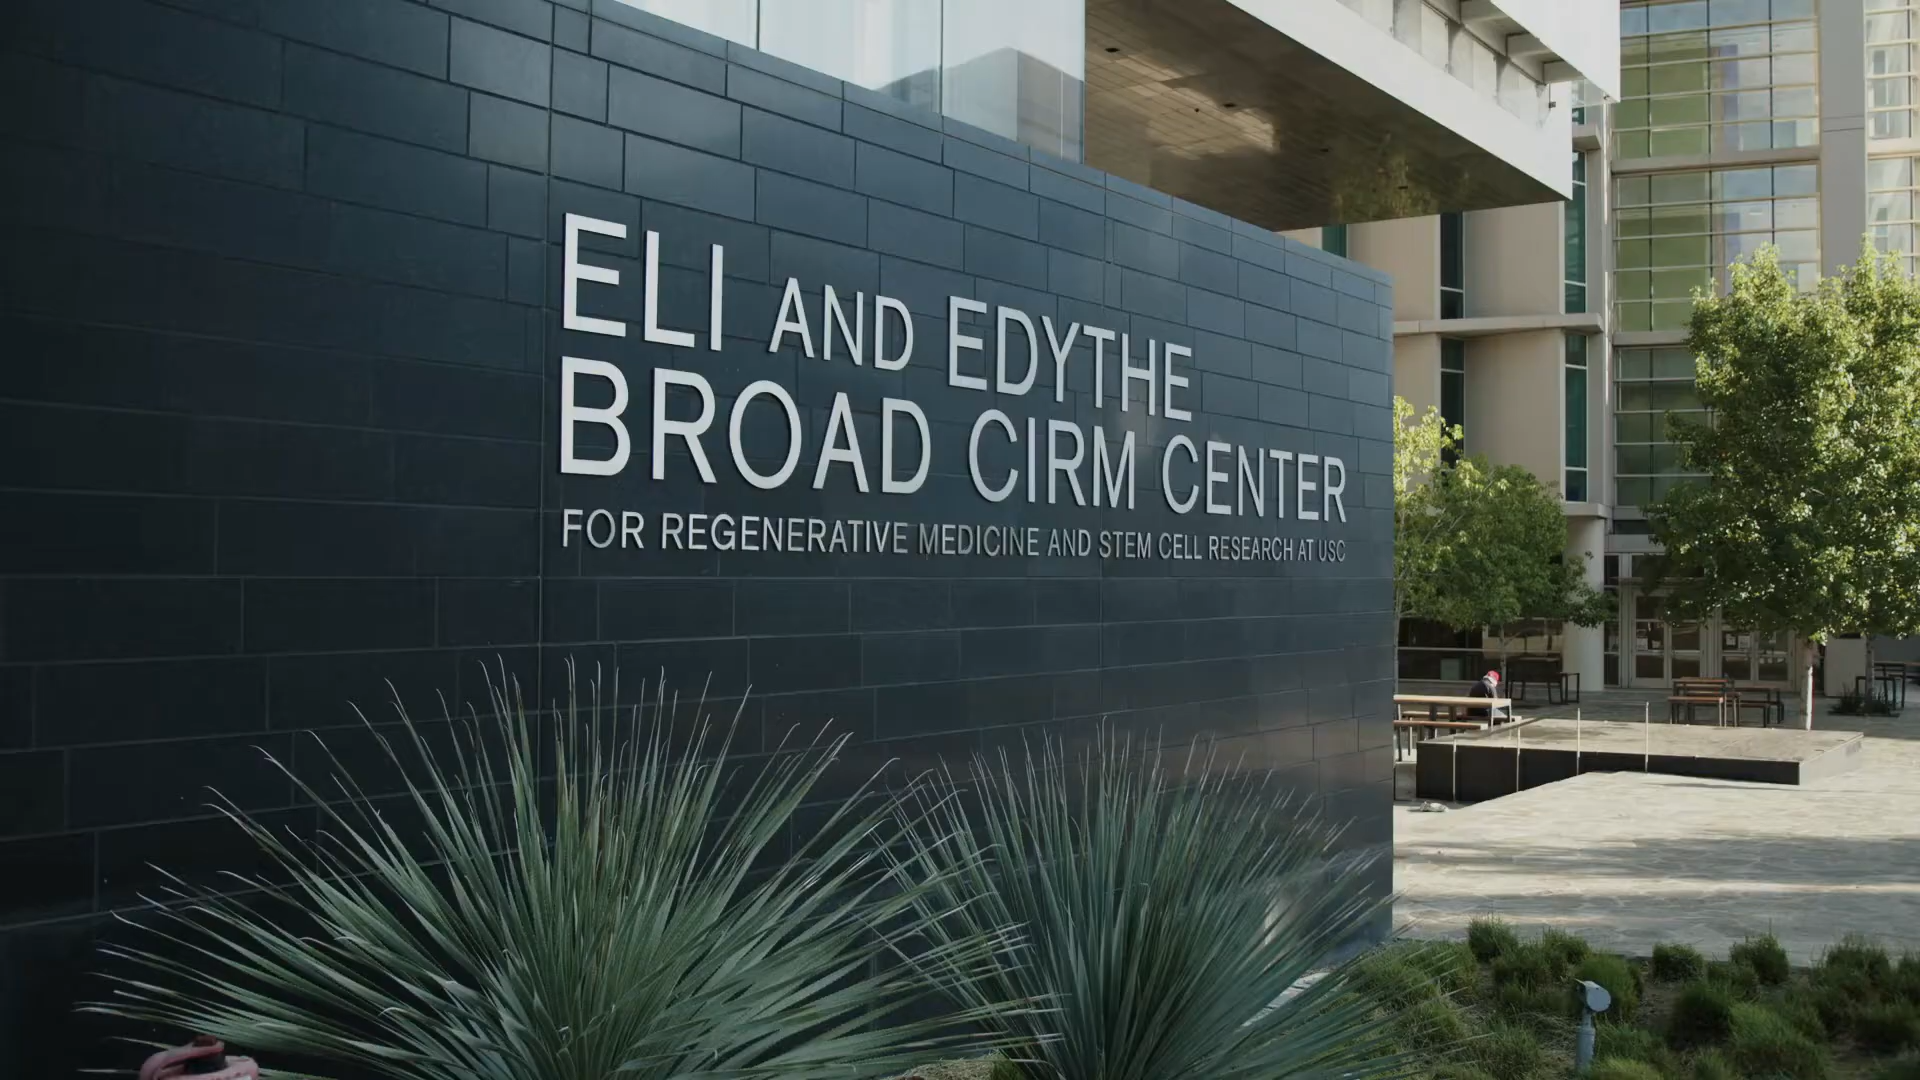 ELI AND EDYTHE
BROAD CIRM CENTER
FOR REGENERATIVE MEDICINE AND STEM CELL RESEARCH AT USC